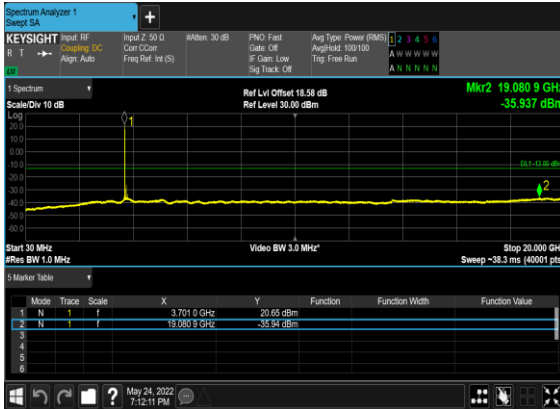 Spectrum Analyzer 1
Swept SA
+
KEYSIGHT Input: RF Input Z: 50 Ω #Atten: 30 dB PNO: Fast Avg Type: Power (RMS) 1 2 3 4 5 6
R T Coupling: DC Corr CCorr Gate: Off Avg|Hold: 100/100 A W W W W W
Align: Auto Freq Ref: Int (S) IF Gain: Low Trig: Free Run
Sig Track: Off A N N N N N
1 Spectrum
Scale/Div 10 dB
Ref Lvl Offset 18.58 dB
Ref Level 30.00 dBm
Mkr2 19.080 9 GHz
-35.937 dBm
Log
20.0
10.0
0.00
-10.0
-20.0
-30.0
-40.0
-50.0
-60.0
1
DL1 -13.00 dBm
2
Start 30 MHz Video BW 3.0 MHz* Stop 20.000 GHz
#Res BW 1.0 MHz Sweep ~38.3 ms (40001 pts)
5 Marker Table
Mode Trace Scale X Y Function Function Width Function Value
1 N 1 f 3.701 0 GHz 20.65 dBm
2 N 1 f 19.080 9 GHz -35.94 dBm
3
4
5
6
? May 24, 2022
7:12:11 PM